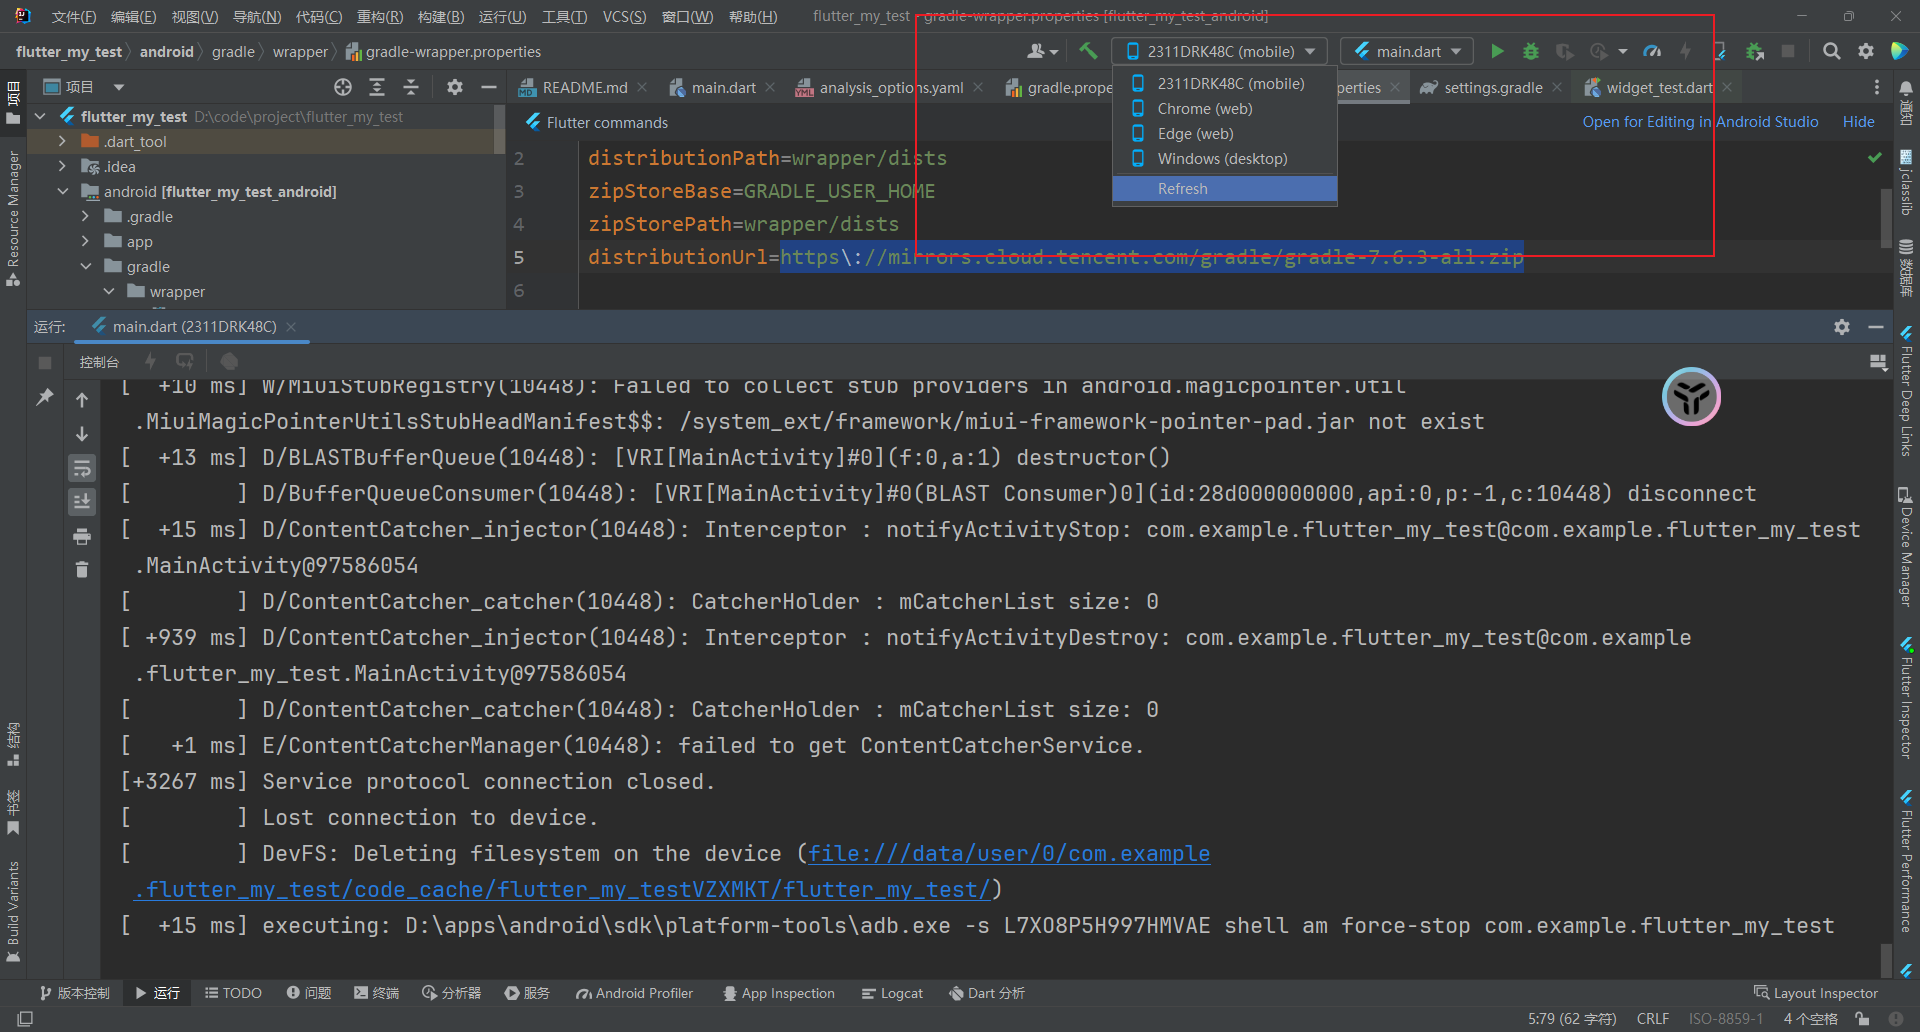 文件(F) 编辑(E) 视图(V) 导航(N) 代码(C) 重构(R) 构建(B) 运行(U) 工具(T) VCS(S) 窗口(W) 帮助(H) flutter_my_test - gradle-wrapper.properties [flutter_my_test_android]
flutter_my_test android gradle wrapper gradle-wrapper.properties 2311DRK48C (mobile) main.dart
项目 README.md main.dart analysis_options.yaml gradle.prope perties settings.gradle widget_test.dart
2311DRK48C (mobile)
Chrome (web)
Edge (web)
Windows (desktop)
Refresh
flutter_my_test D:\code\project\flutter_my_test
.dart_tool
.idea
android [flutter_my_test_android]
.gradle
app
gradle
wrapper
Flutter commands Open for Editing in Android Studio Hide
2 distributionPath=wrapper/dists
3 zipStoreBase=GRADLE_USER_HOME
4 zipStorePath=wrapper/dists
5 distributionUrl=https\://mirrors.cloud.tencent.com/gradle/gradle-7.6.3-all.zip
6
运行: main.dart (2311DRK48C)
控制台
[ +10 ms] W/MiuiStubRegistry(10448): Failed to collect stub providers in android.magicpointer.util
.MiuiMagicPointerUtilsStubHeadManifest$$: /system_ext/framework/miui-framework-pointer-pad.jar not exist
[ +13 ms] D/BLASTBufferQueue(10448): [VRI[MainActivity]#0](f:0,a:1) destructor()
[ ] D/BufferQueueConsumer(10448): [VRI[MainActivity]#0(BLAST Consumer)0](id:28d000000000,api:0,p:-1,c:10448) disconnect
[ +15 ms] D/ContentCatcher_injector(10448): Interceptor : notifyActivityStop: com.example.flutter_my_test@com.example.flutter_my_test
.MainActivity@97586054
[ ] D/ContentCatcher_catcher(10448): CatcherHolder : mCatcherList size: 0
[ +939 ms] D/ContentCatcher_injector(10448): Interceptor : notifyActivityDestroy: com.example.flutter_my_test@com.example
.flutter_my_test.MainActivity@97586054
[ ] D/ContentCatcher_catcher(10448): CatcherHolder : mCatcherList size: 0
[ +1 ms] E/ContentCatcherManager(10448): failed to get ContentCatcherService.
[+3267 ms] Service protocol connection closed.
[ ] Lost connection to device.
[ ] DevFS: Deleting filesystem on the device (file:///data/user/0/com.example
.flutter_my_test/code_cache/flutter_my_testVZXMKT/flutter_my_test/)
[ +15 ms] executing: D:\apps\android\sdk\platform-tools\adb.exe -s L7XO8P5H997HMVAE shell am force-stop com.example.flutter_my_test
项目
Resource Manager
结构
书签
Build Variants
通知
jclasslib
数据库
Flutter Deep Links
Device Manager
Flutter Inspector
Flutter Performance
版本控制 运行 TODO 问题 终端 分析器 服务 Android Profiler App Inspection Logcat Dart 分析 Layout Inspector
5:79 (62 字符) CRLF ISO-8859-1 4 个空格